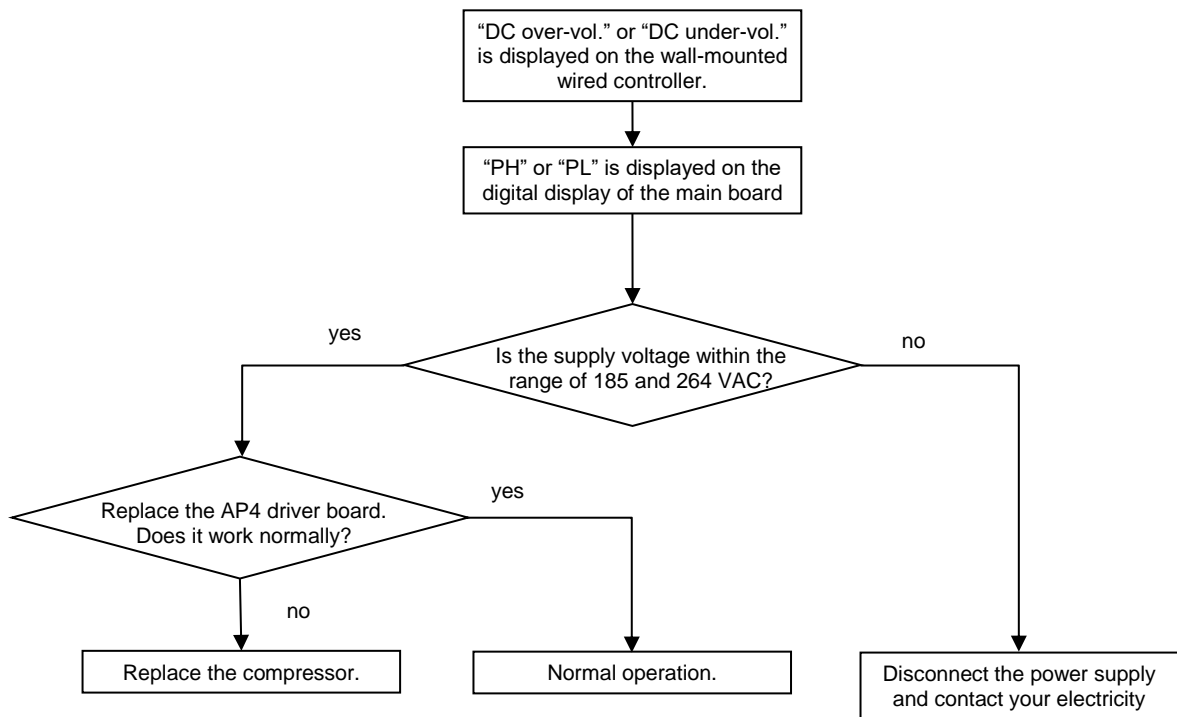 “DC over-vol.” or “DC under-vol.”
is displayed on the wall-mounted
wired controller.
“PH” or “PL” is displayed on the
digital display of the main board
yes
Is the supply voltage within the
range of 185 and 264 VAC?
no
Replace the AP4 driver board.
Does it work normally?
yes
no
Replace the compressor.
Normal operation.
Disconnect the power supply
and contact your electricity